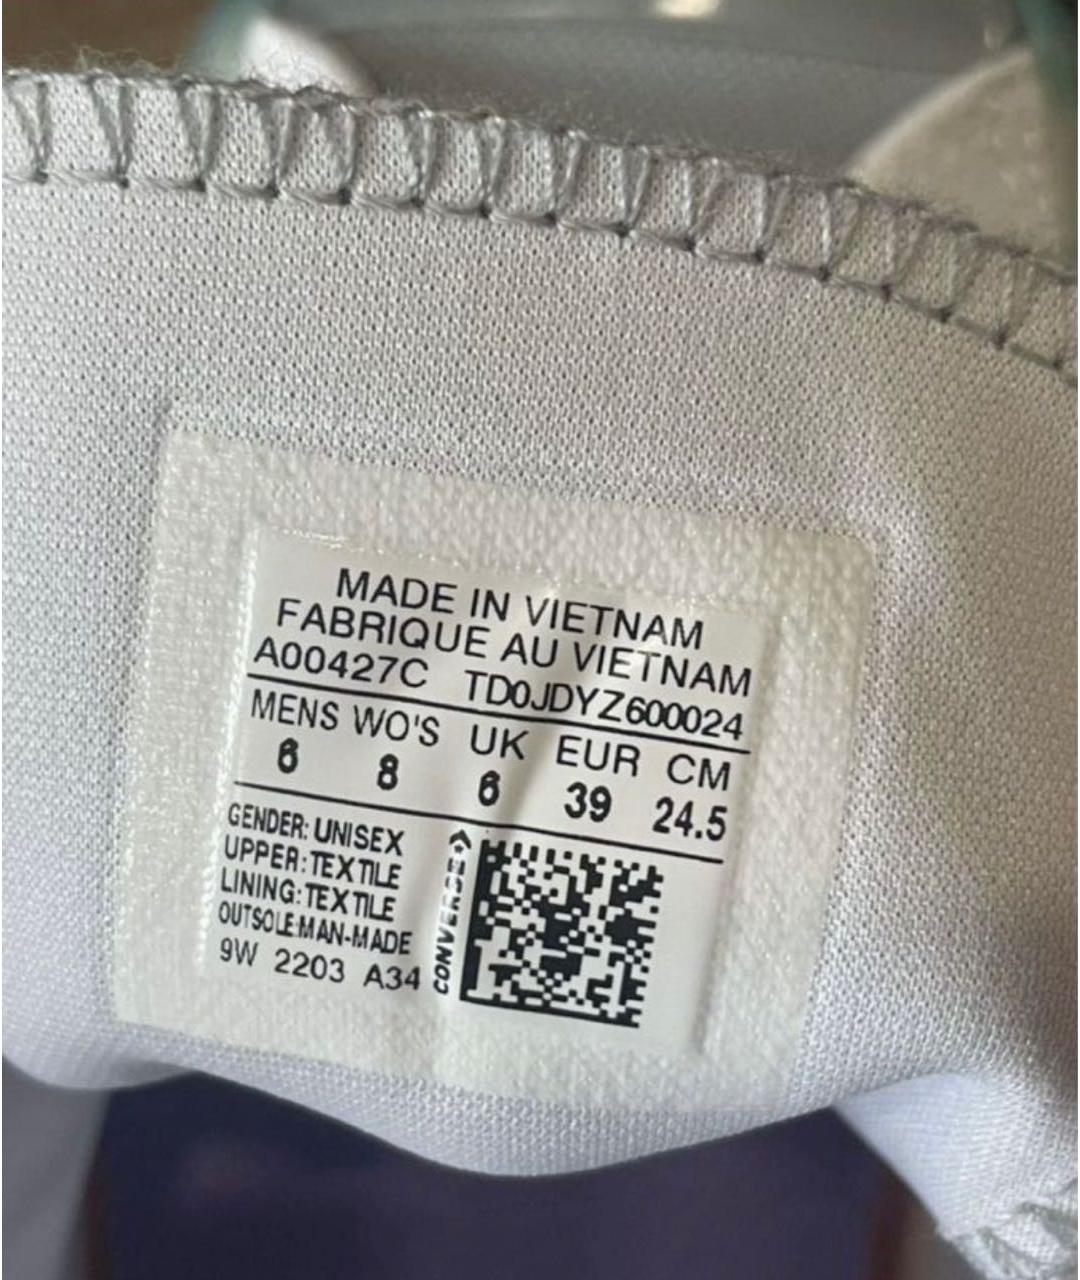 MADE IN VIETNAM
FABRIQUE AU VIETNAM
A00427C TD0JDYZ600024
MENS WO'S UK EUR CM
6 8 6 39 24.5
GENDER: UNISEX
UPPER: TEXTILE
LINING: TEXTILE
OUTSOLE:MAN-MADE
9W 2203 A34
CONVERSE